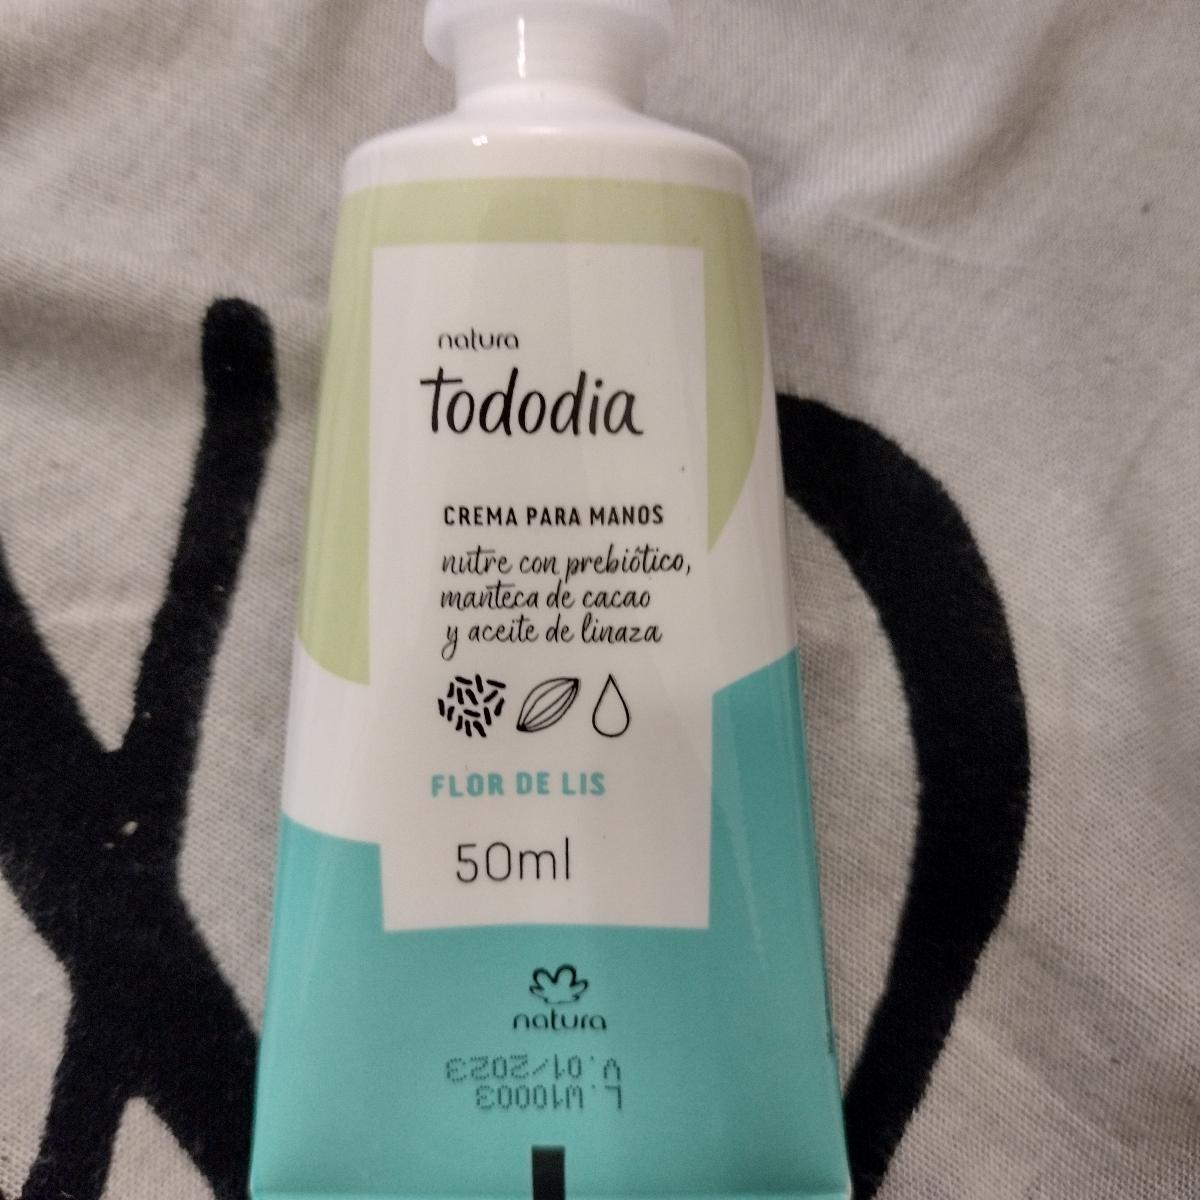 natura
tododia
CREMA PARA MANOS
nutre con prebiótico,
manteca de cacao
y aceite de linaza
FLOR DE LIS
50ml
natura
L.W10003
V.01/2023